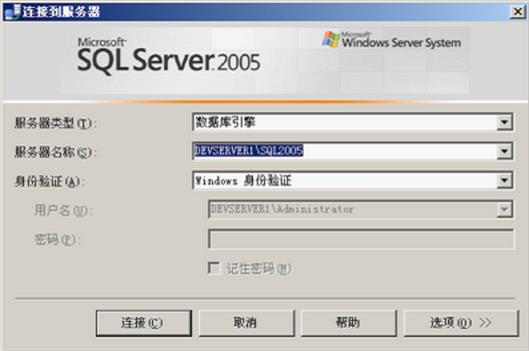 连接到服务器
Microsoft
SQL Server 2005
Microsoft
Windows Server System
服务器类型(T): 数据库引擎
服务器名称(S): DEVSERVER1\SQL2005
身份验证(A): Windows 身份验证
用户名(U): DEVSERVER1\Administrator
密码(P):
记住密码(M)
连接(C) 取消 帮助 选项(O) >>